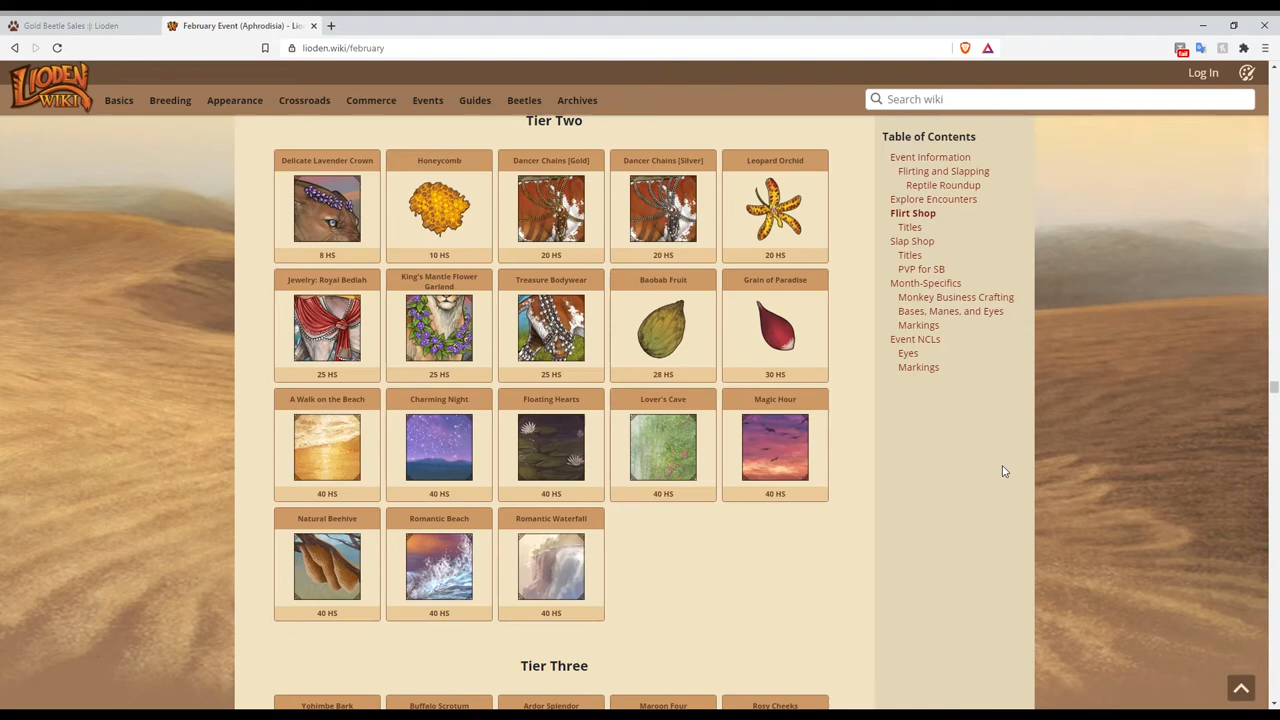 Gold Beetle Sales :|: Lioden
February Event (Aphrodisia) - Lio
lioden.wiki/february
LIODEN
WIKI
Log In
Basics Breeding Appearance Crossroads Commerce Events Guides Beetles Archives
Search wiki
Tier Two
Delicate Lavender Crown Honeycomb Dancer Chains [Gold] Dancer Chains [Silver] Leopard Orchid
8 HS 10 HS 20 HS 20 HS 20 HS
Jewelry: Royal Bedlah King's Mantle Flower Garland Treasure Bodywear Baobab Fruit Grain of Paradise
25 HS 25 HS 25 HS 28 HS 30 HS
A Walk on the Beach Charming Night Floating Hearts Lover's Cave Magic Hour
40 HS 40 HS 40 HS 40 HS 40 HS
Natural Beehive Romantic Beach Romantic Waterfall
40 HS 40 HS 40 HS
Tier Three
Yohimbe Bark Buffalo Scrotum Ardor Splendor Maroon Four Rosy Cheeks
Table of Contents
Event Information
Flirting and Slapping
Reptile Roundup
Explore Encounters
Flirt Shop
Titles
Slap Shop
Titles
PVP for SB
Month-Specifics
Monkey Business Crafting
Bases, Manes, and Eyes
Markings
Event NCLs
Eyes
Markings